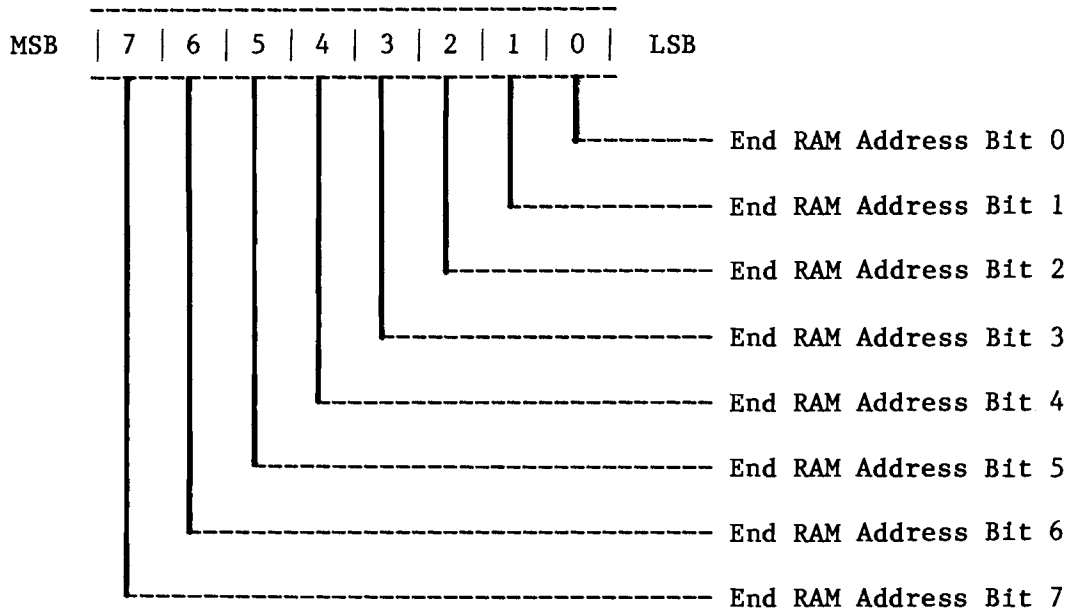 MSB | 7 | 6 | 5 | 4 | 3 | 2 | 1 | 0 | LSB
End RAM Address Bit 0
End RAM Address Bit 1
End RAM Address Bit 2
End RAM Address Bit 3
End RAM Address Bit 4
End RAM Address Bit 5
End RAM Address Bit 6
End RAM Address Bit 7